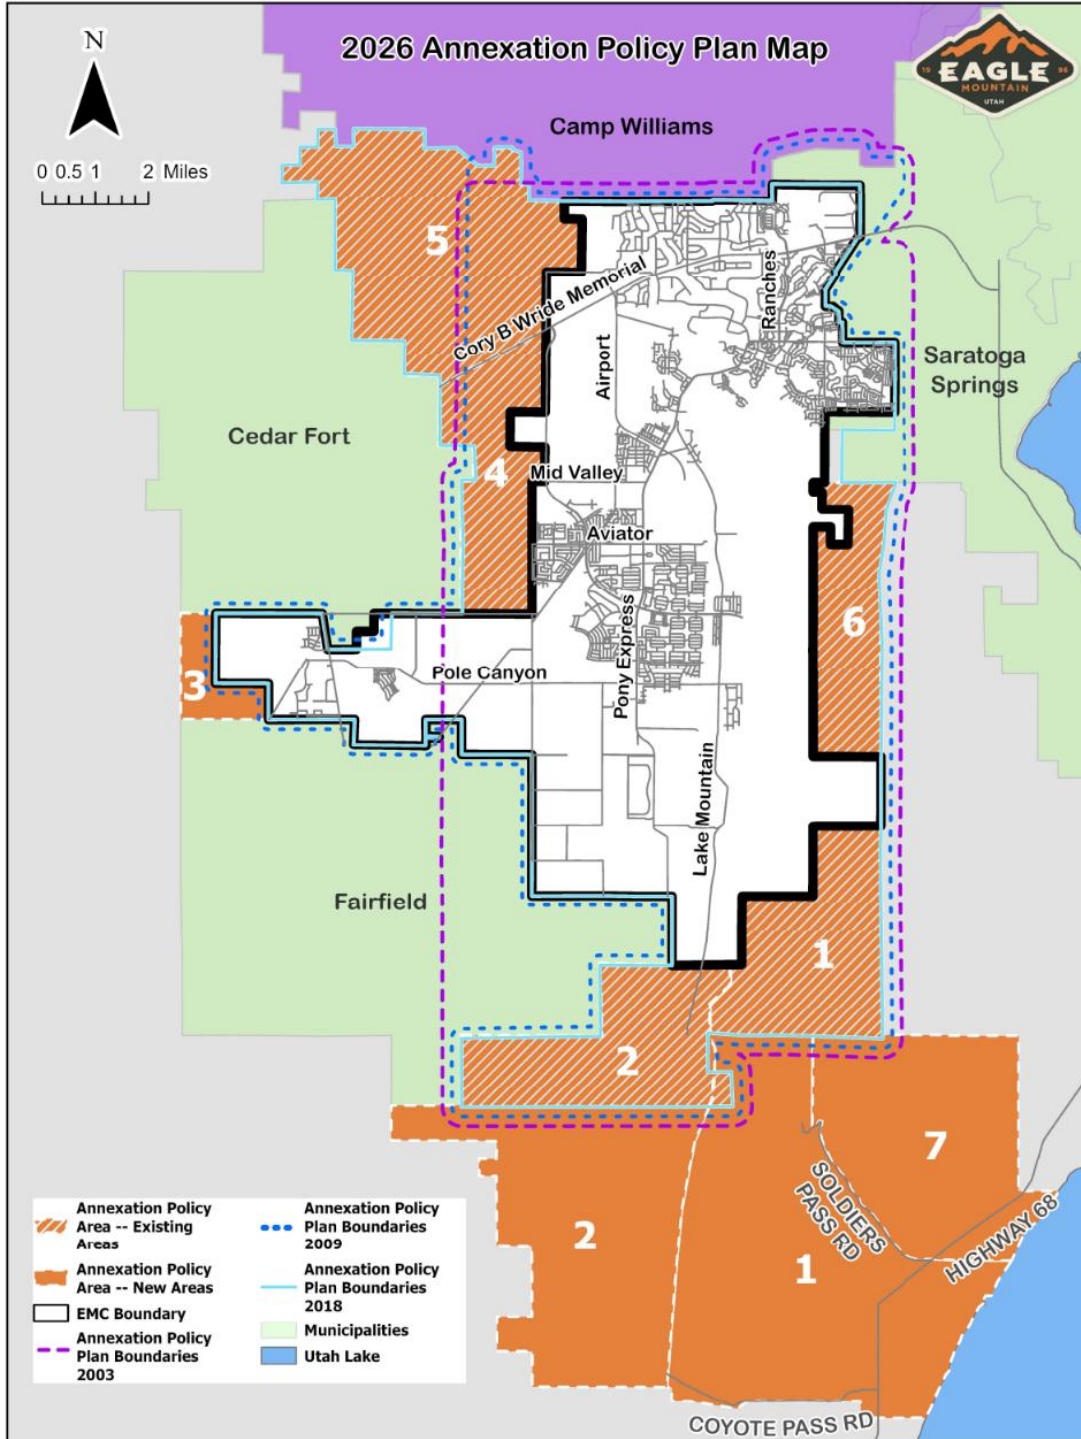 2026 Annexation Policy Plan Map
N
0 0.5 1 2 Miles
19 96
EAGLE
MOUNTAIN
UTAH
Camp Williams
5
Cory B Wride Memorial
Ranches
Airport
Saratoga
Springs
Cedar Fort
4
Mid Valley
Aviator
6
3
Pole Canyon
Pony Express
Lake Mountain
Fairfield
1
2
7
SOLDIERS
PASS RD
2
1
HIGHWAY 68
COYOTE PASS RD
Annexation Policy
Area -- Existing
Areas
Annexation Policy
Area -- New Areas
EMC Boundary
Annexation Policy
Plan Boundaries
2003
Annexation Policy
Plan Boundaries
2009
Annexation Policy
Plan Boundaries
2018
Municipalities
Utah Lake